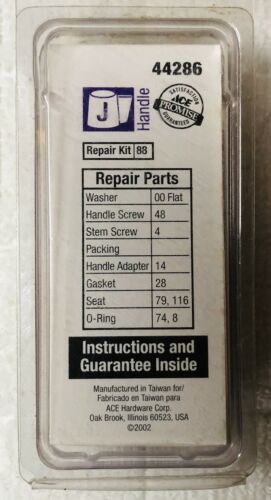 44286
J
Handle
SATISFACTION
ACE
PROMISE
GUARANTEED
Repair Kit 88
Repair Parts
Washer 00 Flat
Handle Screw 48
Stem Screw 4
Packing
Handle Adapter 14
Gasket 28
Seat 79, 116
O-Ring 74, 8
Instructions and
Guarantee Inside
Manufactured in Taiwan for/
Fabricado en Taiwan para
ACE Hardware Corp.
Oak Brook, Illinois 60523, USA
©2002